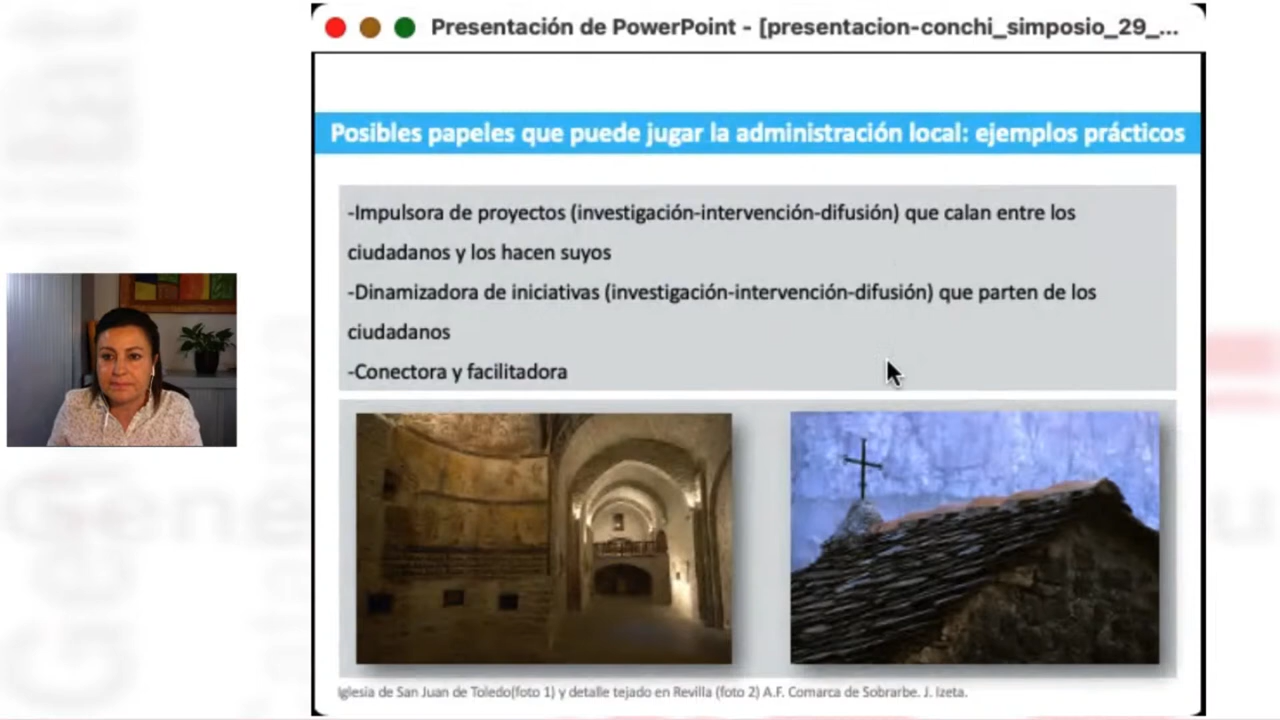 Presentación de PowerPoint - [presentacion-conchi_simposio_29_...
Posibles papeles que puede jugar la administración local: ejemplos prácticos
-Impulsora de proyectos (investigación-intervención-difusión) que calan entre los
ciudadanos y los hacen suyos
-Dinamizadora de iniciativas (investigación-intervención-difusión) que parten de los
ciudadanos
-Conectora y facilitadora
Iglesia de San Juan de Toledo(foto 1) y detalle tejado en Revilla (foto 2) A.F. Comarca de Sobrarbe. J. Izeta.